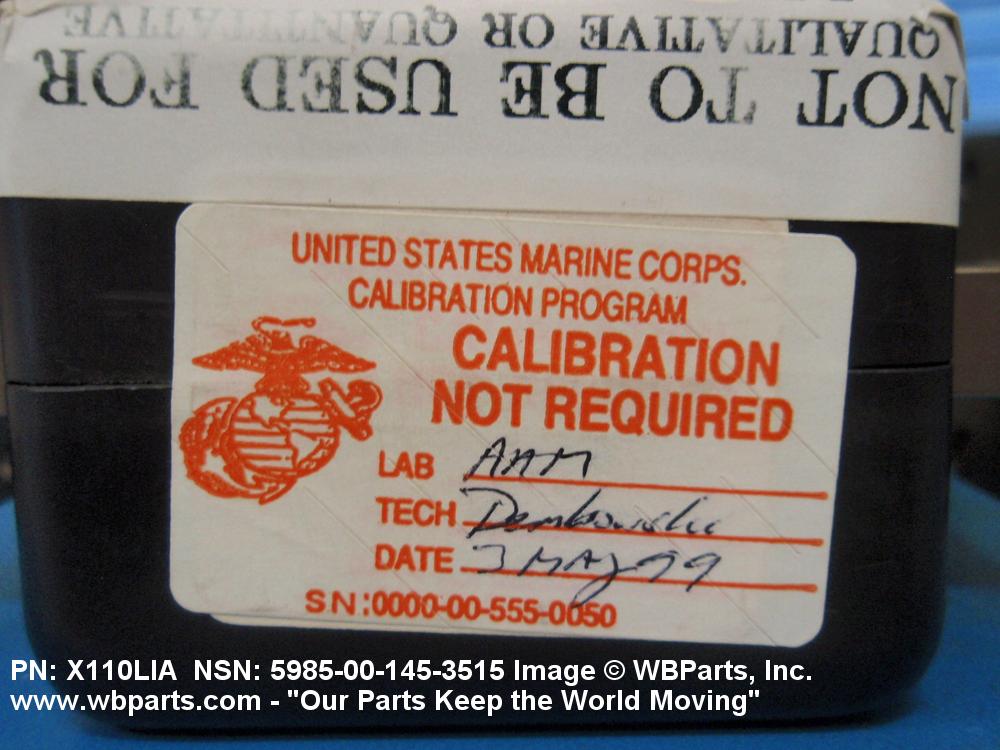 NOT TO BE USED FOR
QUALITATIVE OR QUANTITATIVE
UNITED STATES MARINE CORPS.
CALIBRATION PROGRAM
CALIBRATION
NOT REQUIRED
LAB AAM
TECH Dembowski
DATE 3 MAY 99
SN:0000-00-555-0050
PN: X110LIA NSN: 5985-00-145-3515 Image © WBParts, Inc.
www.wbparts.com - "Our Parts Keep the World Moving"